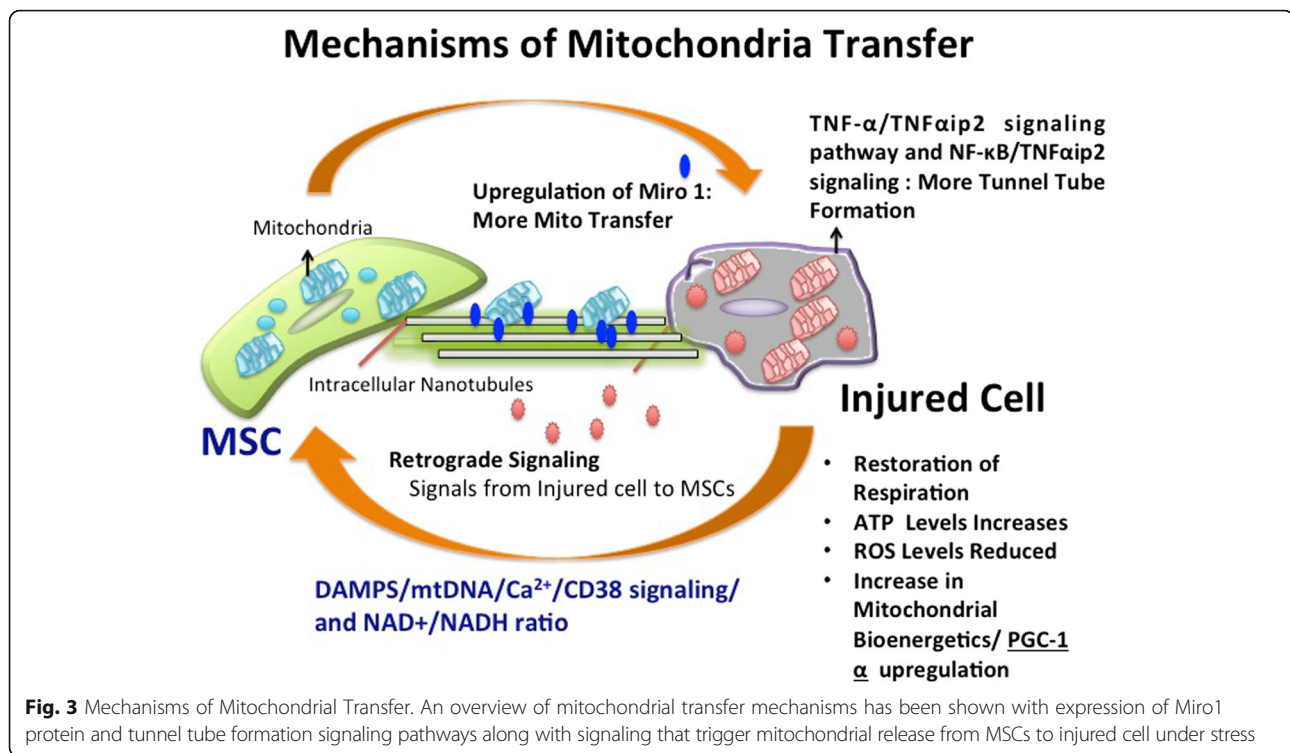 Mechanisms of Mitochondria Transfer
TNF-α/TNFαip2 signaling
pathway and NF-κB/TNFαip2
signaling : More Tunnel Tube
Formation
Upregulation of Miro 1:
More Mito Transfer
Mitochondria
Intracellular Nanotubules
MSC
Injured Cell
Retrograde Signaling
Signals from Injured cell to MSCs
• Restoration of
Respiration
• ATP Levels Increases
• ROS Levels Reduced
• Increase in
Mitochondrial
Bioenergetics/ PGC-1
α upregulation
DAMPS/mtDNA/Ca²⁺/CD38 signaling/
and NAD+/NADH ratio
Fig. 3 Mechanisms of Mitochondrial Transfer. An overview of mitochondrial transfer mechanisms has been shown with expression of Miro1
protein and tunnel tube formation signaling pathways along with signaling that trigger mitochondrial release from MSCs to injured cell under stress